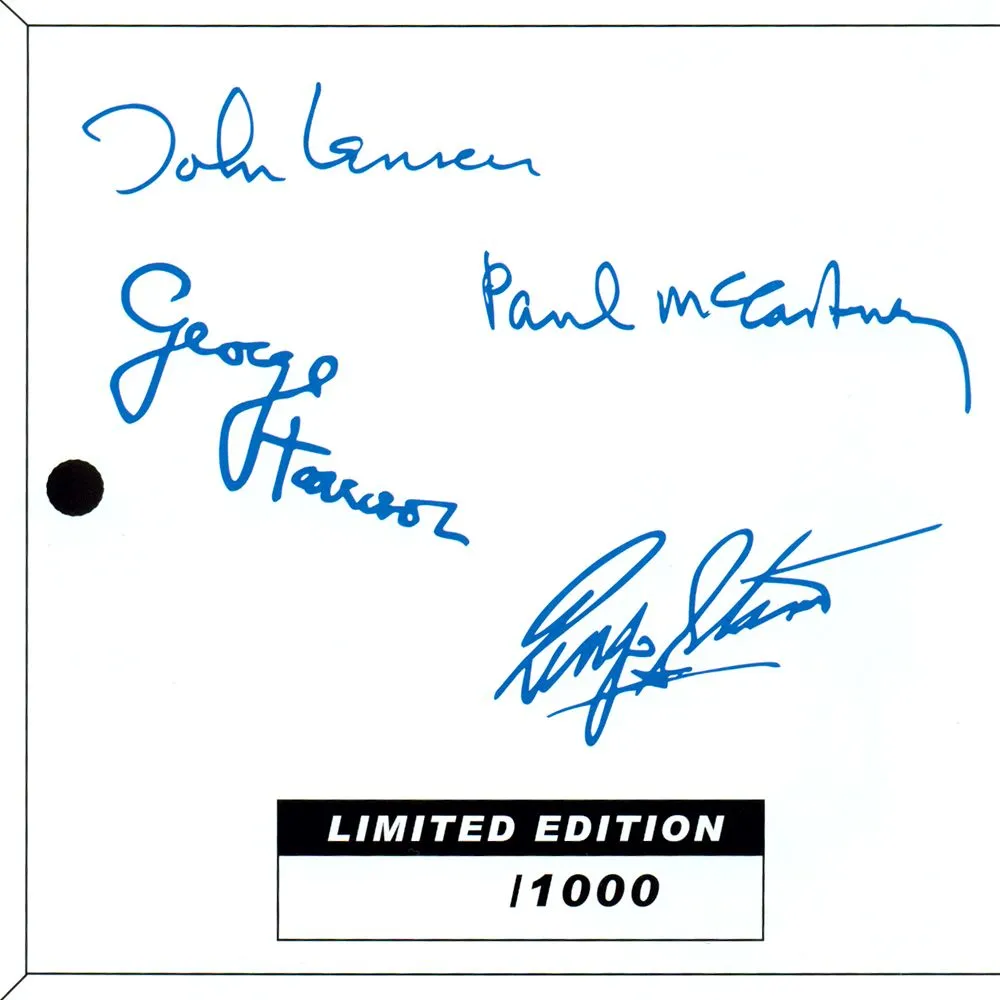 John Lennon
George
Harrison
Paul McCartney
Ringo Starr
LIMITED EDITION
/1000